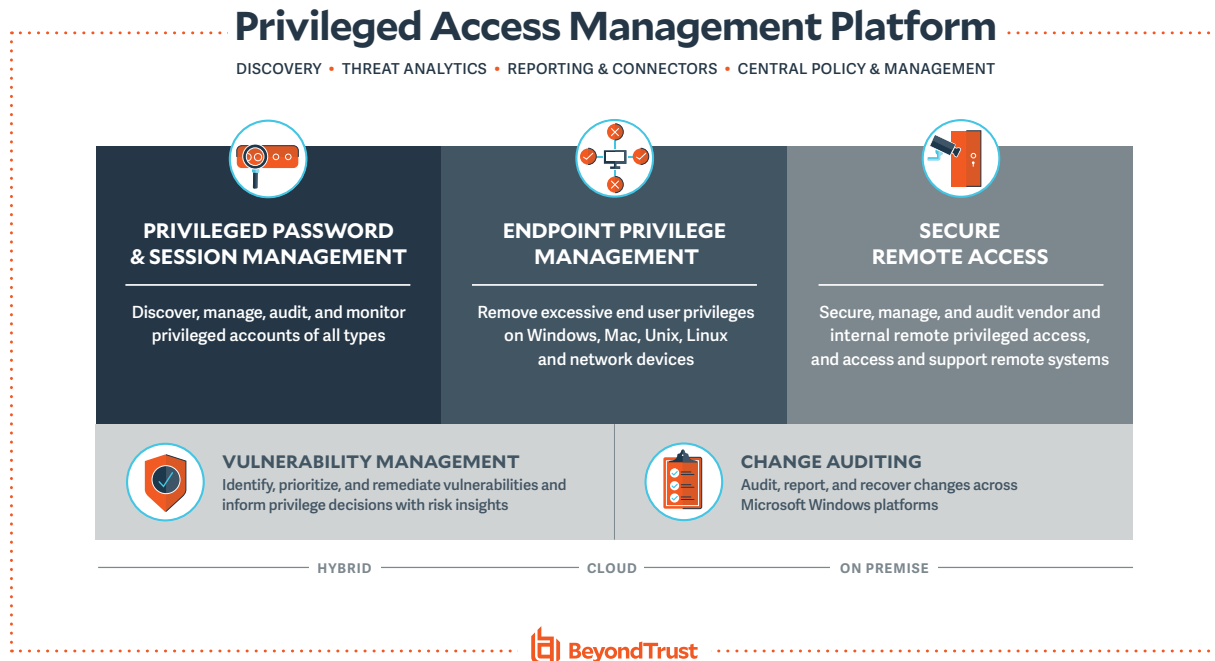 Privileged Access Management Platform
DISCOVERY • THREAT ANALYTICS • REPORTING & CONNECTORS • CENTRAL POLICY & MANAGEMENT
PRIVILEGED PASSWORD
& SESSION MANAGEMENT
Discover, manage, audit, and monitor
privileged accounts of all types
ENDPOINT PRIVILEGE
MANAGEMENT
Remove excessive end user privileges
on Windows, Mac, Unix, Linux
and network devices
SECURE
REMOTE ACCESS
Secure, manage, and audit vendor and
internal remote privileged access,
and access and support remote systems
VULNERABILITY MANAGEMENT
Identify, prioritize, and remediate vulnerabilities and
inform privilege decisions with risk insights
CHANGE AUDITING
Audit, report, and recover changes across
Microsoft Windows platforms
HYBRID
CLOUD
ON PREMISE
BeyondTrust